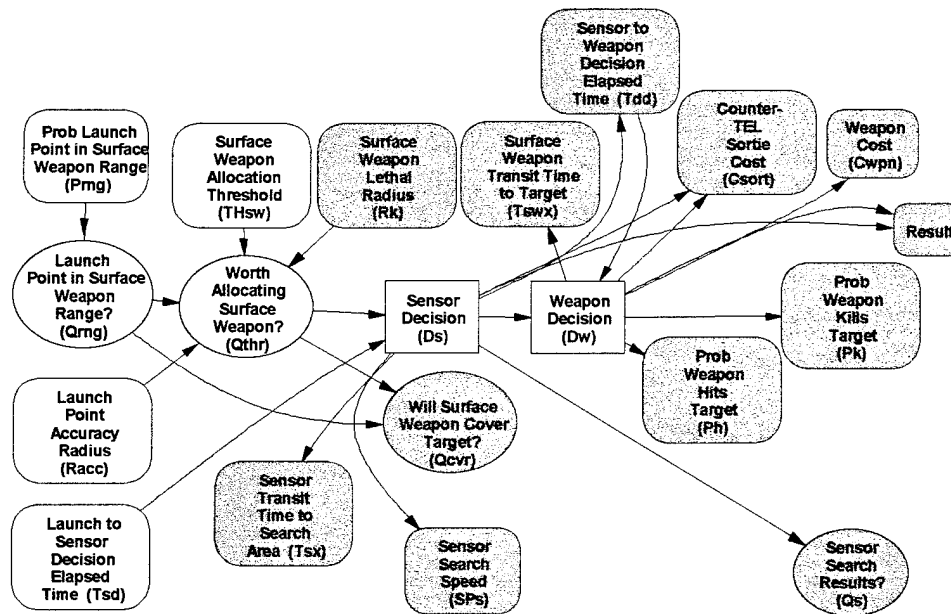 Sensor to
Weapon
Decision
Elapsed
Time (Tdd)
Counter-
TEL
Sortie
Cost
(Csort)
Weapon
Cost
(Cwpn)
Prob Launch
Point in Surface
Weapon Range
(Prng)
Surface
Weapon
Allocation
Threshold
(THsw)
Surface
Weapon
Lethal
Radius
(Rk)
Surface
Weapon
Transit Time
to Target
(Tswx)
Result
Launch
Point in Surface
Weapon
Range?
(Qrng)
Worth
Allocating
Surface
Weapon?
(Qthr)
Sensor
Decision
(Ds)
Weapon
Decision
(Dw)
Prob
Weapon
Kills
Target
(Pk)
Prob
Weapon
Hits
Target
(Ph)
Launch
Point
Accuracy
Radius
(Racc)
Will Surface
Weapon Cover
Target?
(Qcvr)
Sensor
Transit
Time to
Search
Area (Tsx)
Launch to
Sensor
Decision
Elapsed
Time (Tsd)
Sensor
Search
Speed
(SPs)
Sensor
Search
Results?
(Qs)